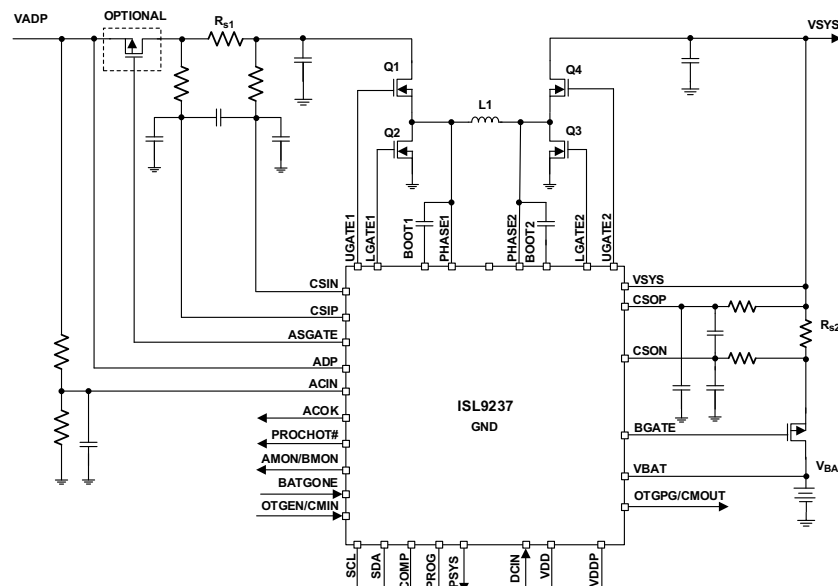 OPTIONAL
VADP
Rs1
VSYS
Q1
Q4
L1
Q2
Q3
UGATE1
LGATE1
BOOT1
PHASE1
PHASE2
BOOT2
LGATE2
UGATE2
CSIN
VSYS
CSIP
CSOP
Rs2
ASGATE
ADP
CSON
ACIN
ISL9237
ACOK
GND
PROCHOT#
BGATE
AMON/BMON
VBAT
VBA
BATGONE
OTGPG/CMOUT
OTGEN/CMIN
SCL
SDA
COMP
PROG
PSYS
DCIN
VDD
VDDP